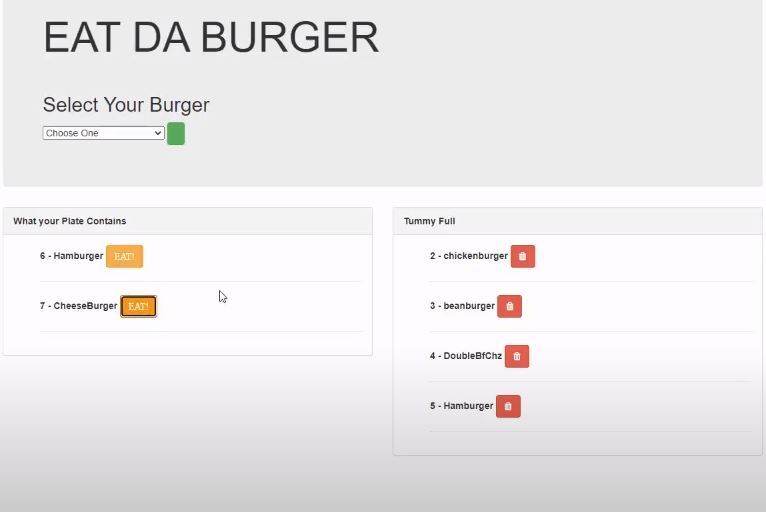 EAT DA BURGER
Select Your Burger
Choose One
What your Plate Contains
6 - Hamburger EAT!
7 - CheeseBurger EAT!
Tummy Full
2 - chickenburger
3 - beanburger
4 - DoubleBfChz
5 - Hamburger